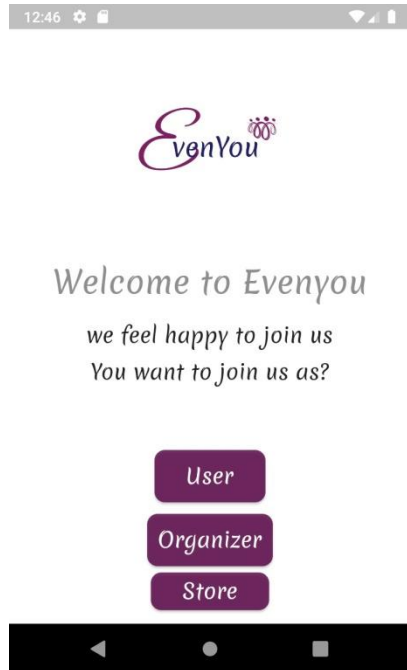 12:46
EvenYou
Welcome to Evenyou
we feel happy to join us
You want to join us as?
User
Organizer
Store